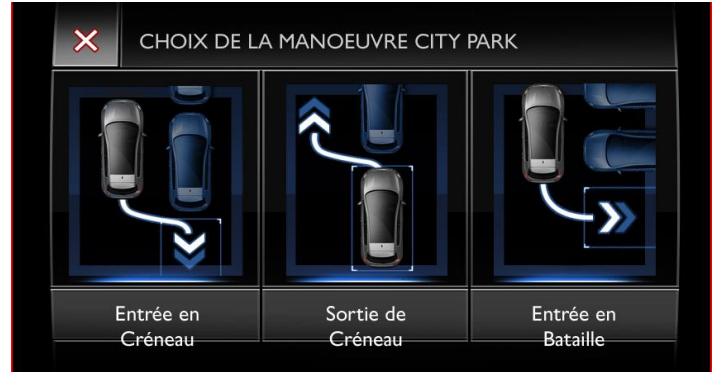 CHOIX DE LA MANOEUVRE CITY PARK
Entrée en
Créneau
Sortie de
Créneau
Entrée en
Bataille